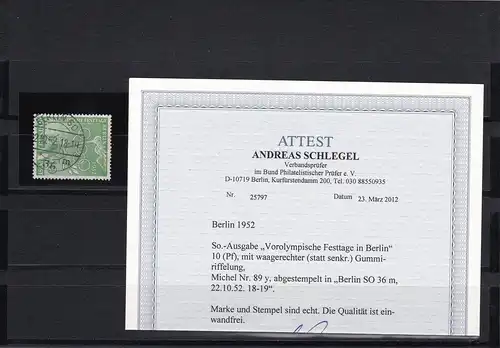 FESTTAGE
ATTEST
ANDREAS SCHLEGEL
Verbandsprüfer
im Bund Philatelistischer Prüfer e. V.
D-10719 Berlin, Kurfürstendamm 200, Tel. 030 88550935
Nr. 25797 Datum 23. März 2012
Berlin 1952
So.-Ausgabe „Vorolympische Festtage in Berlin"
10 (Pf), mit waagerechter (statt senkr.) Gummi-
riffelung,
Michel Nr. 89 y, abgestempelt in „Berlin SO 36 m,
22.10.52. 18-19".
Marke und Stempel sind echt. Die Qualität ist ein-
wandfrei.